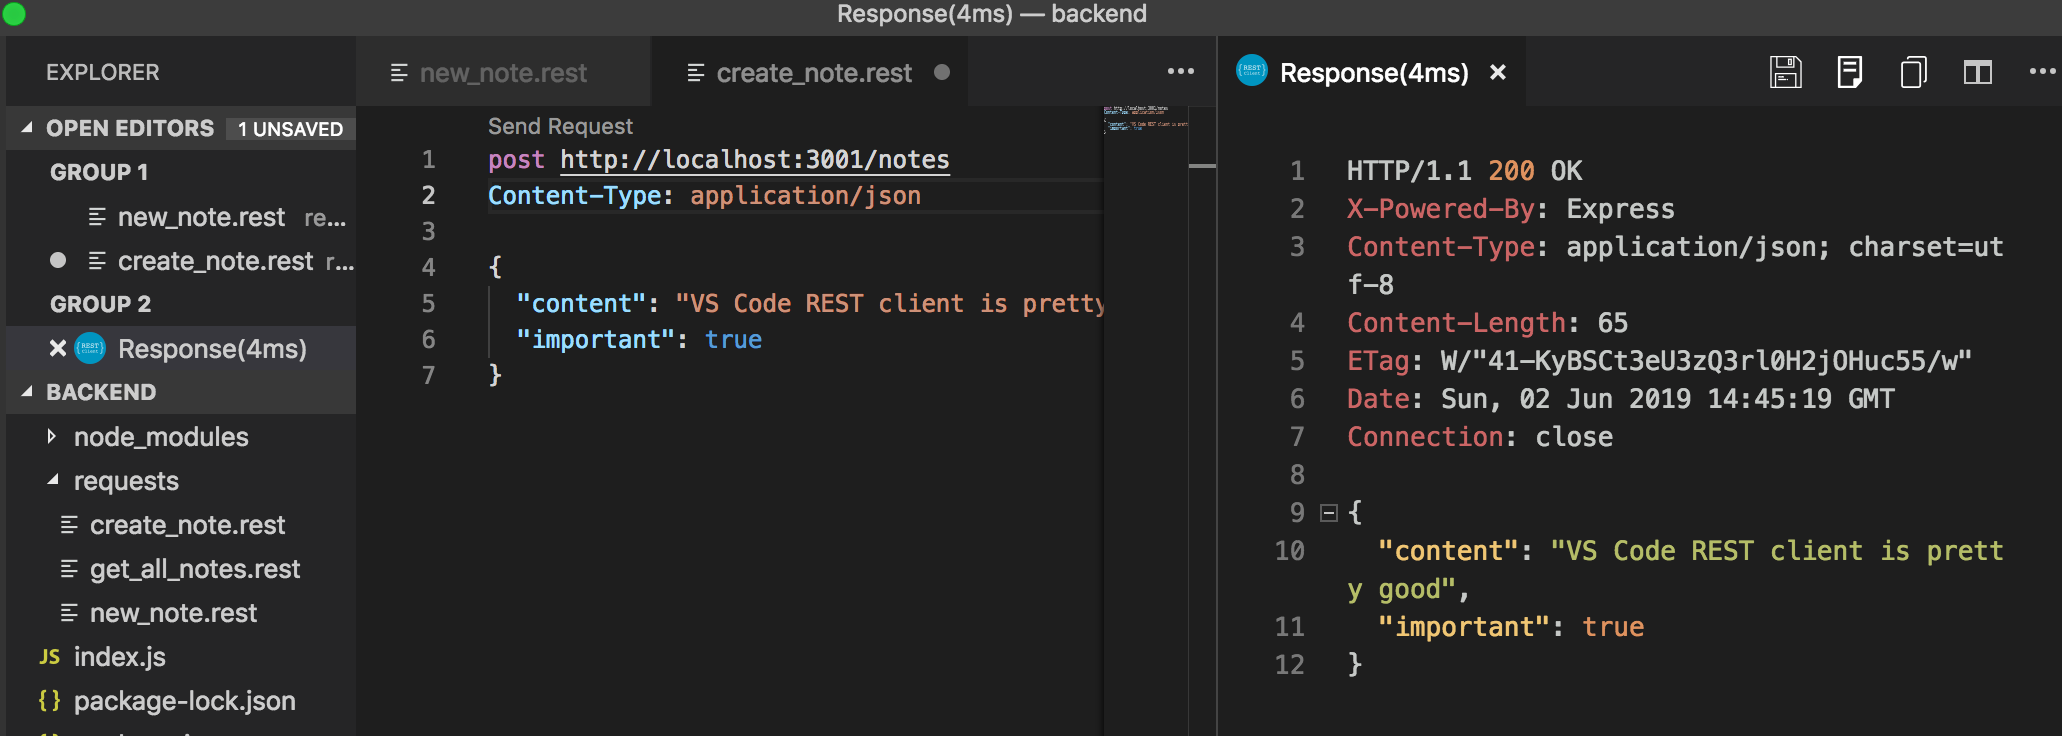 Response(4ms) — backend
EXPLORER
OPEN EDITORS 1 UNSAVED
GROUP 1
new_note.rest re...
create_note.rest r...
GROUP 2
Response(4ms)
BACKEND
node_modules
requests
create_note.rest
get_all_notes.rest
new_note.rest
JS index.js
{} package-lock.json
new_note.rest
create_note.rest
Send Request
1 post http://localhost:3001/notes
2 Content-Type: application/json
3
4 {
5 "content": "VS Code REST client is pretty
6 "important": true
7 }
Response(4ms)
1 HTTP/1.1 200 OK
2 X-Powered-By: Express
3 Content-Type: application/json; charset=ut
f-8
4 Content-Length: 65
5 ETag: W/"41-KyBSCt3eU3zQ3rl0H2jOHuc55/w"
6 Date: Sun, 02 Jun 2019 14:45:19 GMT
7 Connection: close
8
9 {
10 "content": "VS Code REST client is prett
y good",
11 "important": true
12 }